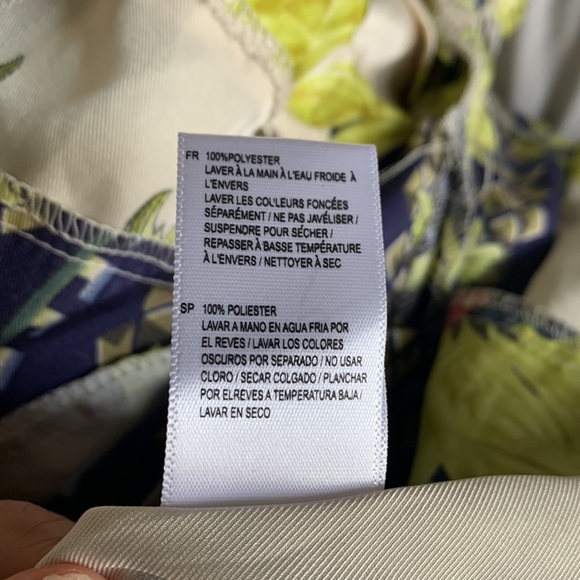 FR 100%POLYESTER
LAVER À LA MAIN À L'EAU FROIDE À
L'ENVERS
LAVER LES COULEURS FONCÉES
SÉPARÉMENT / NE PAS JAVÉLISER /
SUSPENDRE POUR SÉCHER /
REPASSER À BASSE TEMPÉRATURE
À L'ENVERS / NETTOYER À SEC
SP 100% POLIESTER
LAVAR A MANO EN AGUA FRIA POR
EL REVES / LAVAR LOS COLORES
OSCUROS POR SEPARADO / NO USAR
CLORO / SECAR COLGADO / PLANCHAR
POR ELREVES A TEMPERATURA BAJA /
LAVAR EN SECO